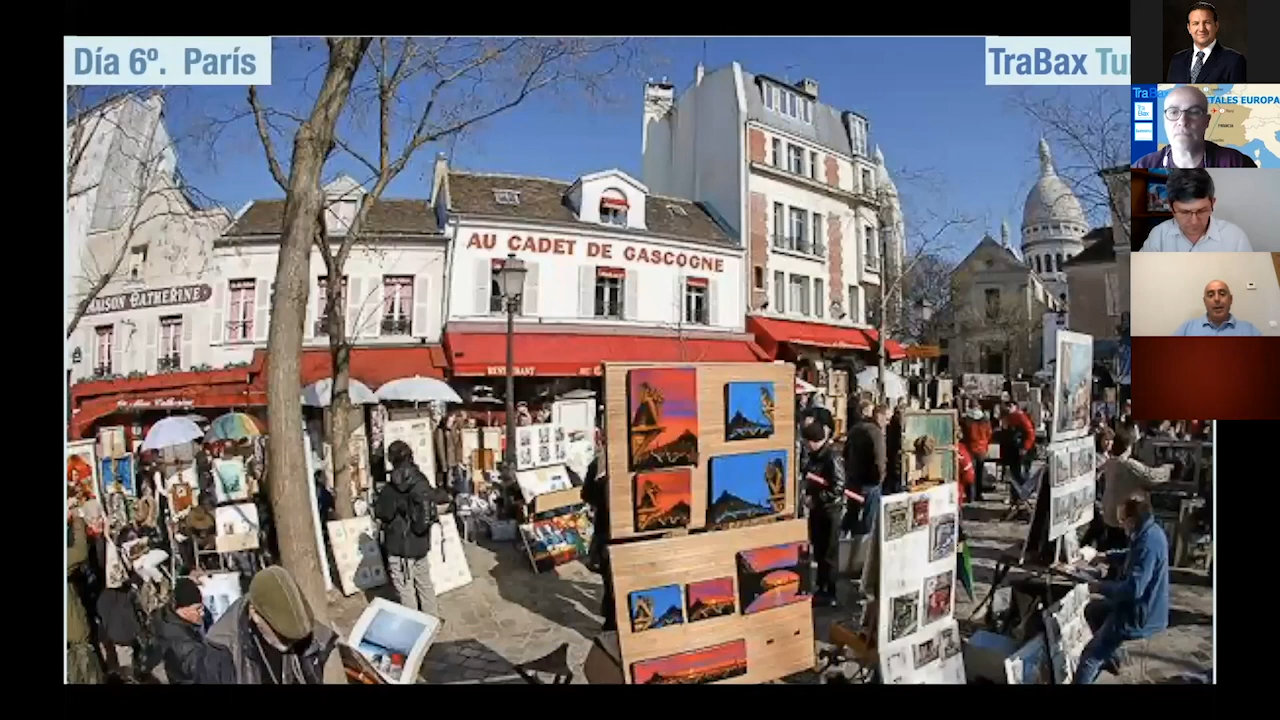 Día 6º. París
TraBax Tu
TALES EUROPA
AU CADET DE GASCOGNE
MAISON CATHERINE
RESTAURANT